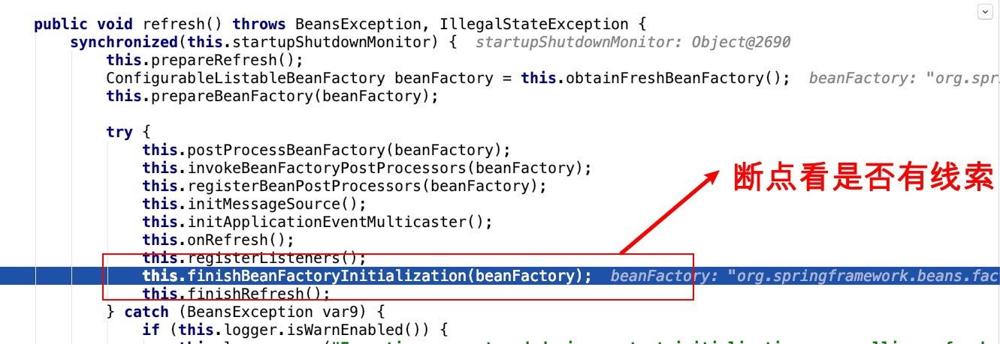 public void refresh() throws BeansException, IllegalStateException {
synchronized(this.startupShutdownMonitor) { startupShutdownMonitor: Object@2690
this.prepareRefresh();
ConfigurableListableBeanFactory beanFactory = this.obtainFreshBeanFactory(); beanFactory: "org.spri
this.prepareBeanFactory(beanFactory);
try {
this.postProcessBeanFactory(beanFactory);
this.invokeBeanFactoryPostProcessors(beanFactory);
this.registerBeanPostProcessors(beanFactory);
this.initMessageSource();
this.initApplicationEventMulticaster();
this.onRefresh();
this.registerListeners();
this.finishBeanFactoryInitialization(beanFactory); beanFactory: "org.springframework.beans.fac
this.finishRefresh();
} catch (BeansException var9) {
if (this.logger.isWarnEnabled()) {
断点看是否有线索